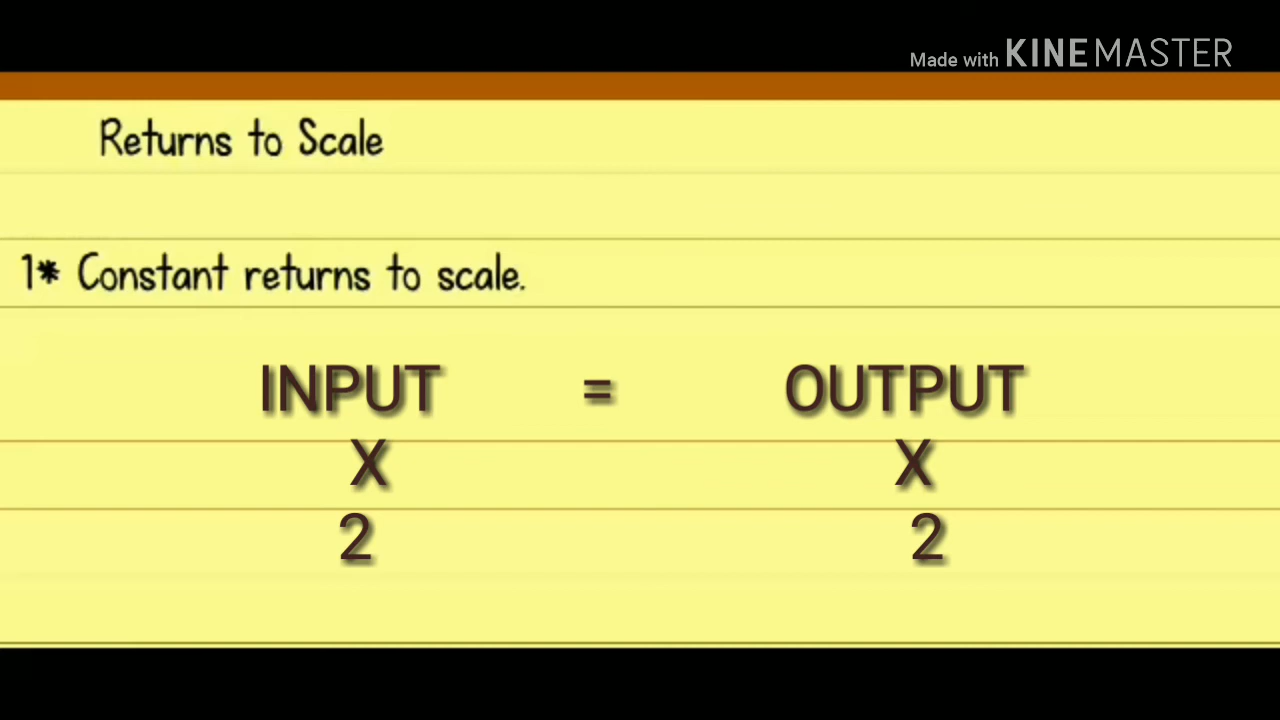 Made with KINEMASTER
Returns to Scale
1* Constant returns to scale.
INPUT = OUTPUT
X X
2 2